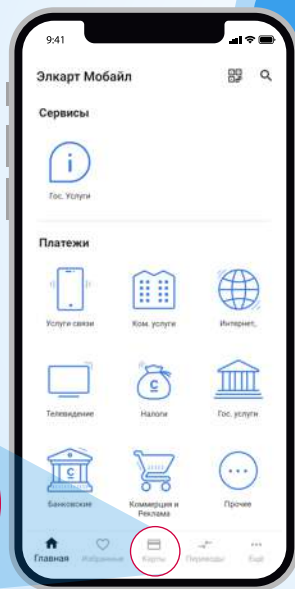 9:41
Элкарт Мобайл
Сервисы
Гос. Услуги
Платежи
Услуги связи
Ком. услуги
Интернет,
Телевидение
Налоги
Гос. услуги
Банковские
Коммерция и
Реклама
Прочее
Главная
Избранные
Карты
Переводы
Ещё